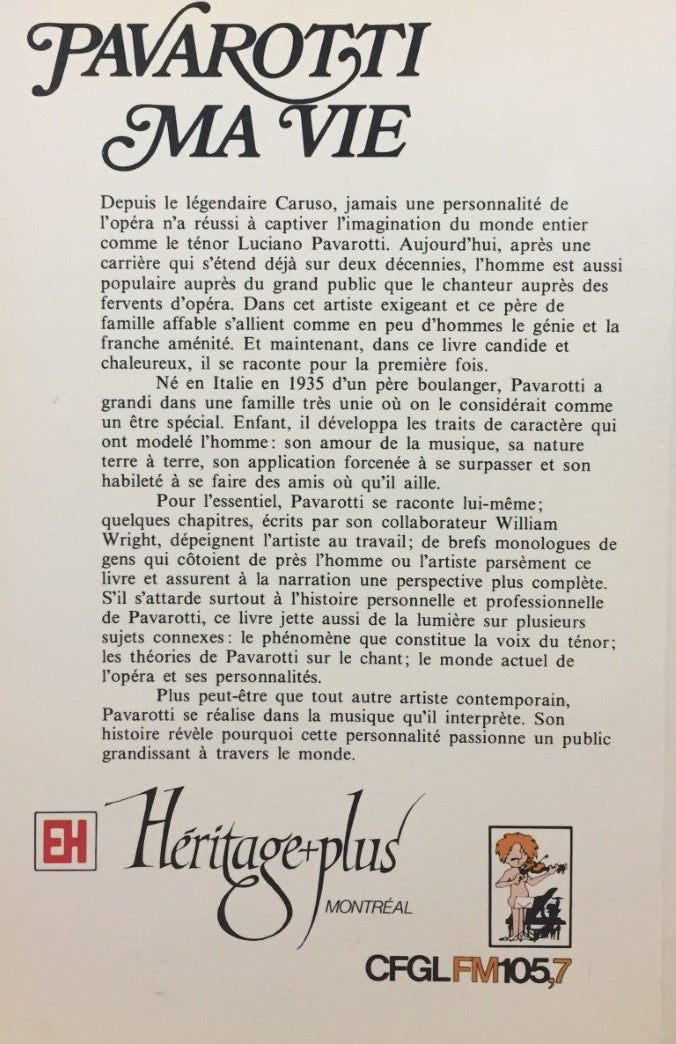 PAVAROTTI
MA VIE
Depuis le légendaire Caruso, jamais une personnalité de
l'opéra n'a réussi à captiver l'imagination du monde entier
comme le ténor Luciano Pavarotti. Aujourd'hui, après une
carrière qui s'étend déjà sur deux décennies, l'homme est aussi
populaire auprès du grand public que le chanteur auprès des
fervents d'opéra. Dans cet artiste exigeant et ce père de
famille affable s'allient comme en peu d'hommes le génie et la
franche aménité. Et maintenant, dans ce livre candide et
chaleureux, il se raconte pour la première fois.
Né en Italie en 1935 d'un père boulanger, Pavarotti a
grandi dans une famille très unie où on le considérait comme
un être spécial. Enfant, il développa les traits de caractère qui
ont modelé l'homme : son amour de la musique, sa nature
terre à terre, son application forcenée à se surpasser et son
habileté à se faire des amis où qu'il aille.
Pour l'essentiel, Pavarotti se raconte lui-même ;
quelques chapitres, écrits par son collaborateur William
Wright, dépeignent l'artiste au travail ; de brefs monologues de
gens qui côtoient de près l'homme ou l'artiste parsèment ce
livre et assurent à la narration une perspective plus complète.
S'il s'attarde surtout à l'histoire personnelle et professionnelle
de Pavarotti, ce livre jette aussi de la lumière sur plusieurs
sujets connexes : le phénomène que constitue la voix du ténor ;
les théories de Pavarotti sur le chant ; le monde actuel de
l'opéra et ses personnalités.
Plus peut-être que tout autre artiste contemporain,
Pavarotti se réalise dans la musique qu'il interprète. Son
histoire révèle pourquoi cette personnalité passionne un public
grandissant à travers le monde.
EH
Héritage+plus
MONTRÉAL
CFGL FM 105,7